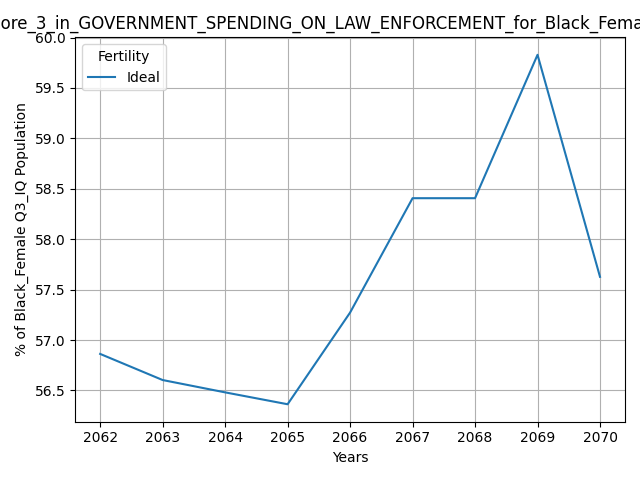 ore_3_in_GOVERNMENT_SPENDING_ON_LAW_ENFORCEMENT_for_Black_Fema
60.0
59.5
59.0
58.5
58.0
57.5
57.0
56.5
% of Black_Female Q3_IQ Population
Fertility
Ideal
2062 2063 2064 2065 2066 2067 2068 2069 2070
Years